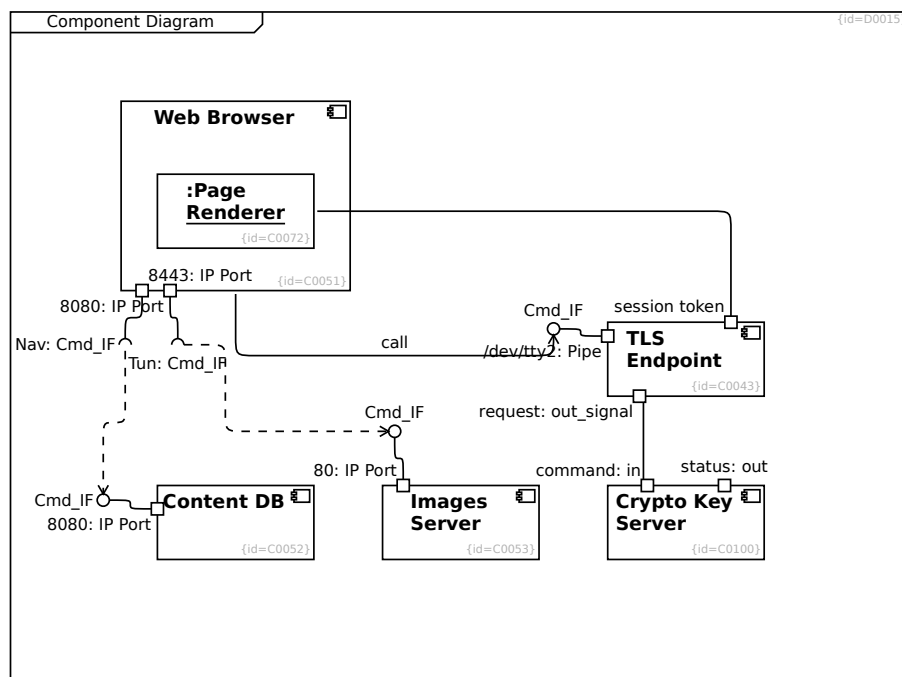 Component Diagram
{id=D0015
Web Browser
:Page
Renderer
{id=C0072}
8443: IP Port
{id=C0051}
8080: IP Port
session token
Cmd_IF
Nav: Cmd_IF
Tun: Cmd_IF
call
/dev/tty2: Pipe
TLS
Endpoint
{id=C0043}
Cmd_IF
request: out_signal
80: IP Port
command: in
status: out
Cmd_IF
8080: IP Port
Content DB
{id=C0052}
Images
Server
{id=C0053}
Crypto Key
Server
{id=C0100}